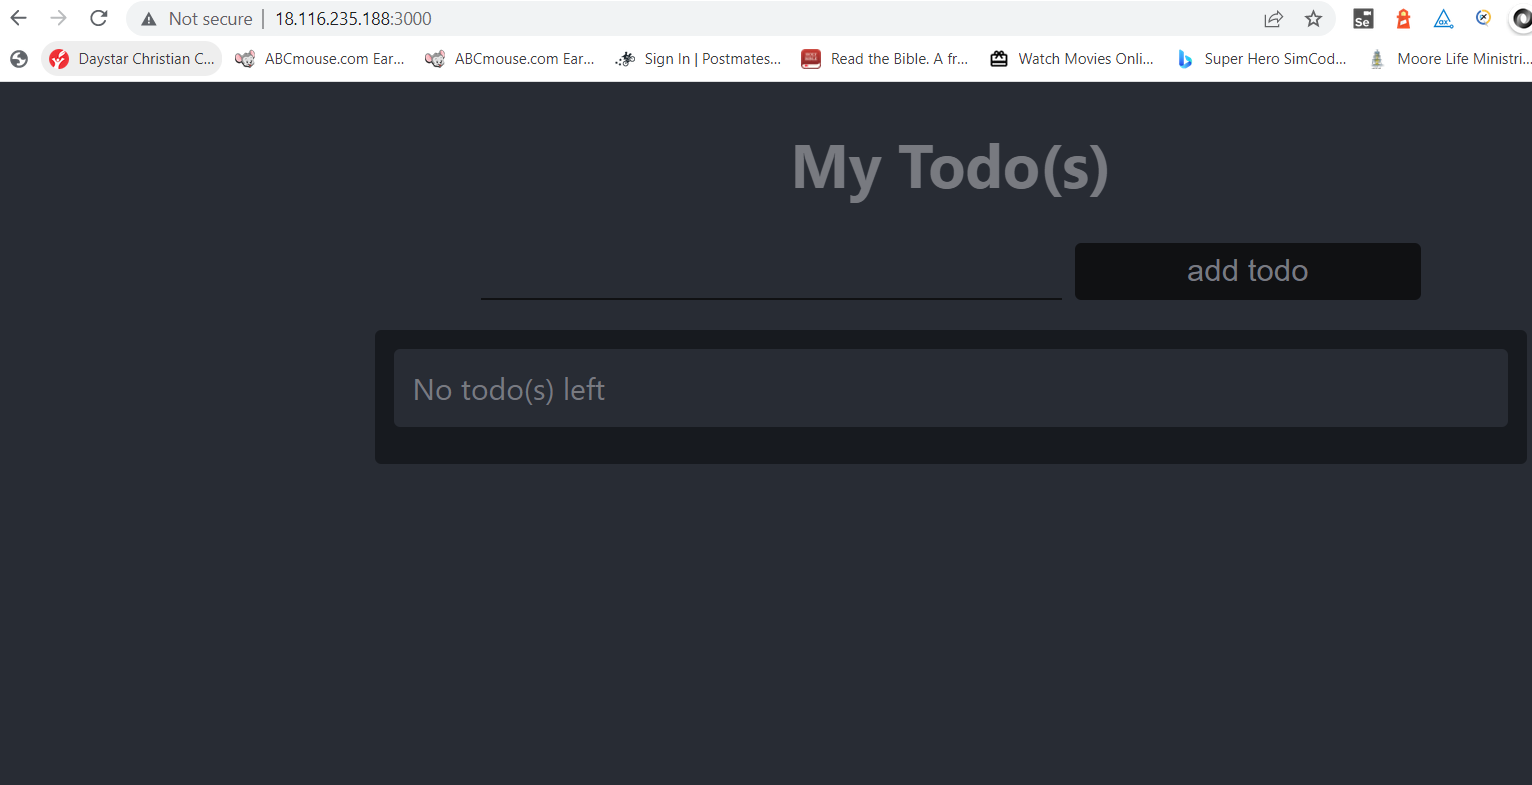 Not secure | 18.116.235.188:3000
Se
Daystar Christian C... ABCmouse.com Ear... ABCmouse.com Ear... Sign In | Postmates... Read the Bible. A fr... Watch Movies Onli... Super Hero SimCod... Moore Life Ministri...
My Todo(s)
add todo
No todo(s) left